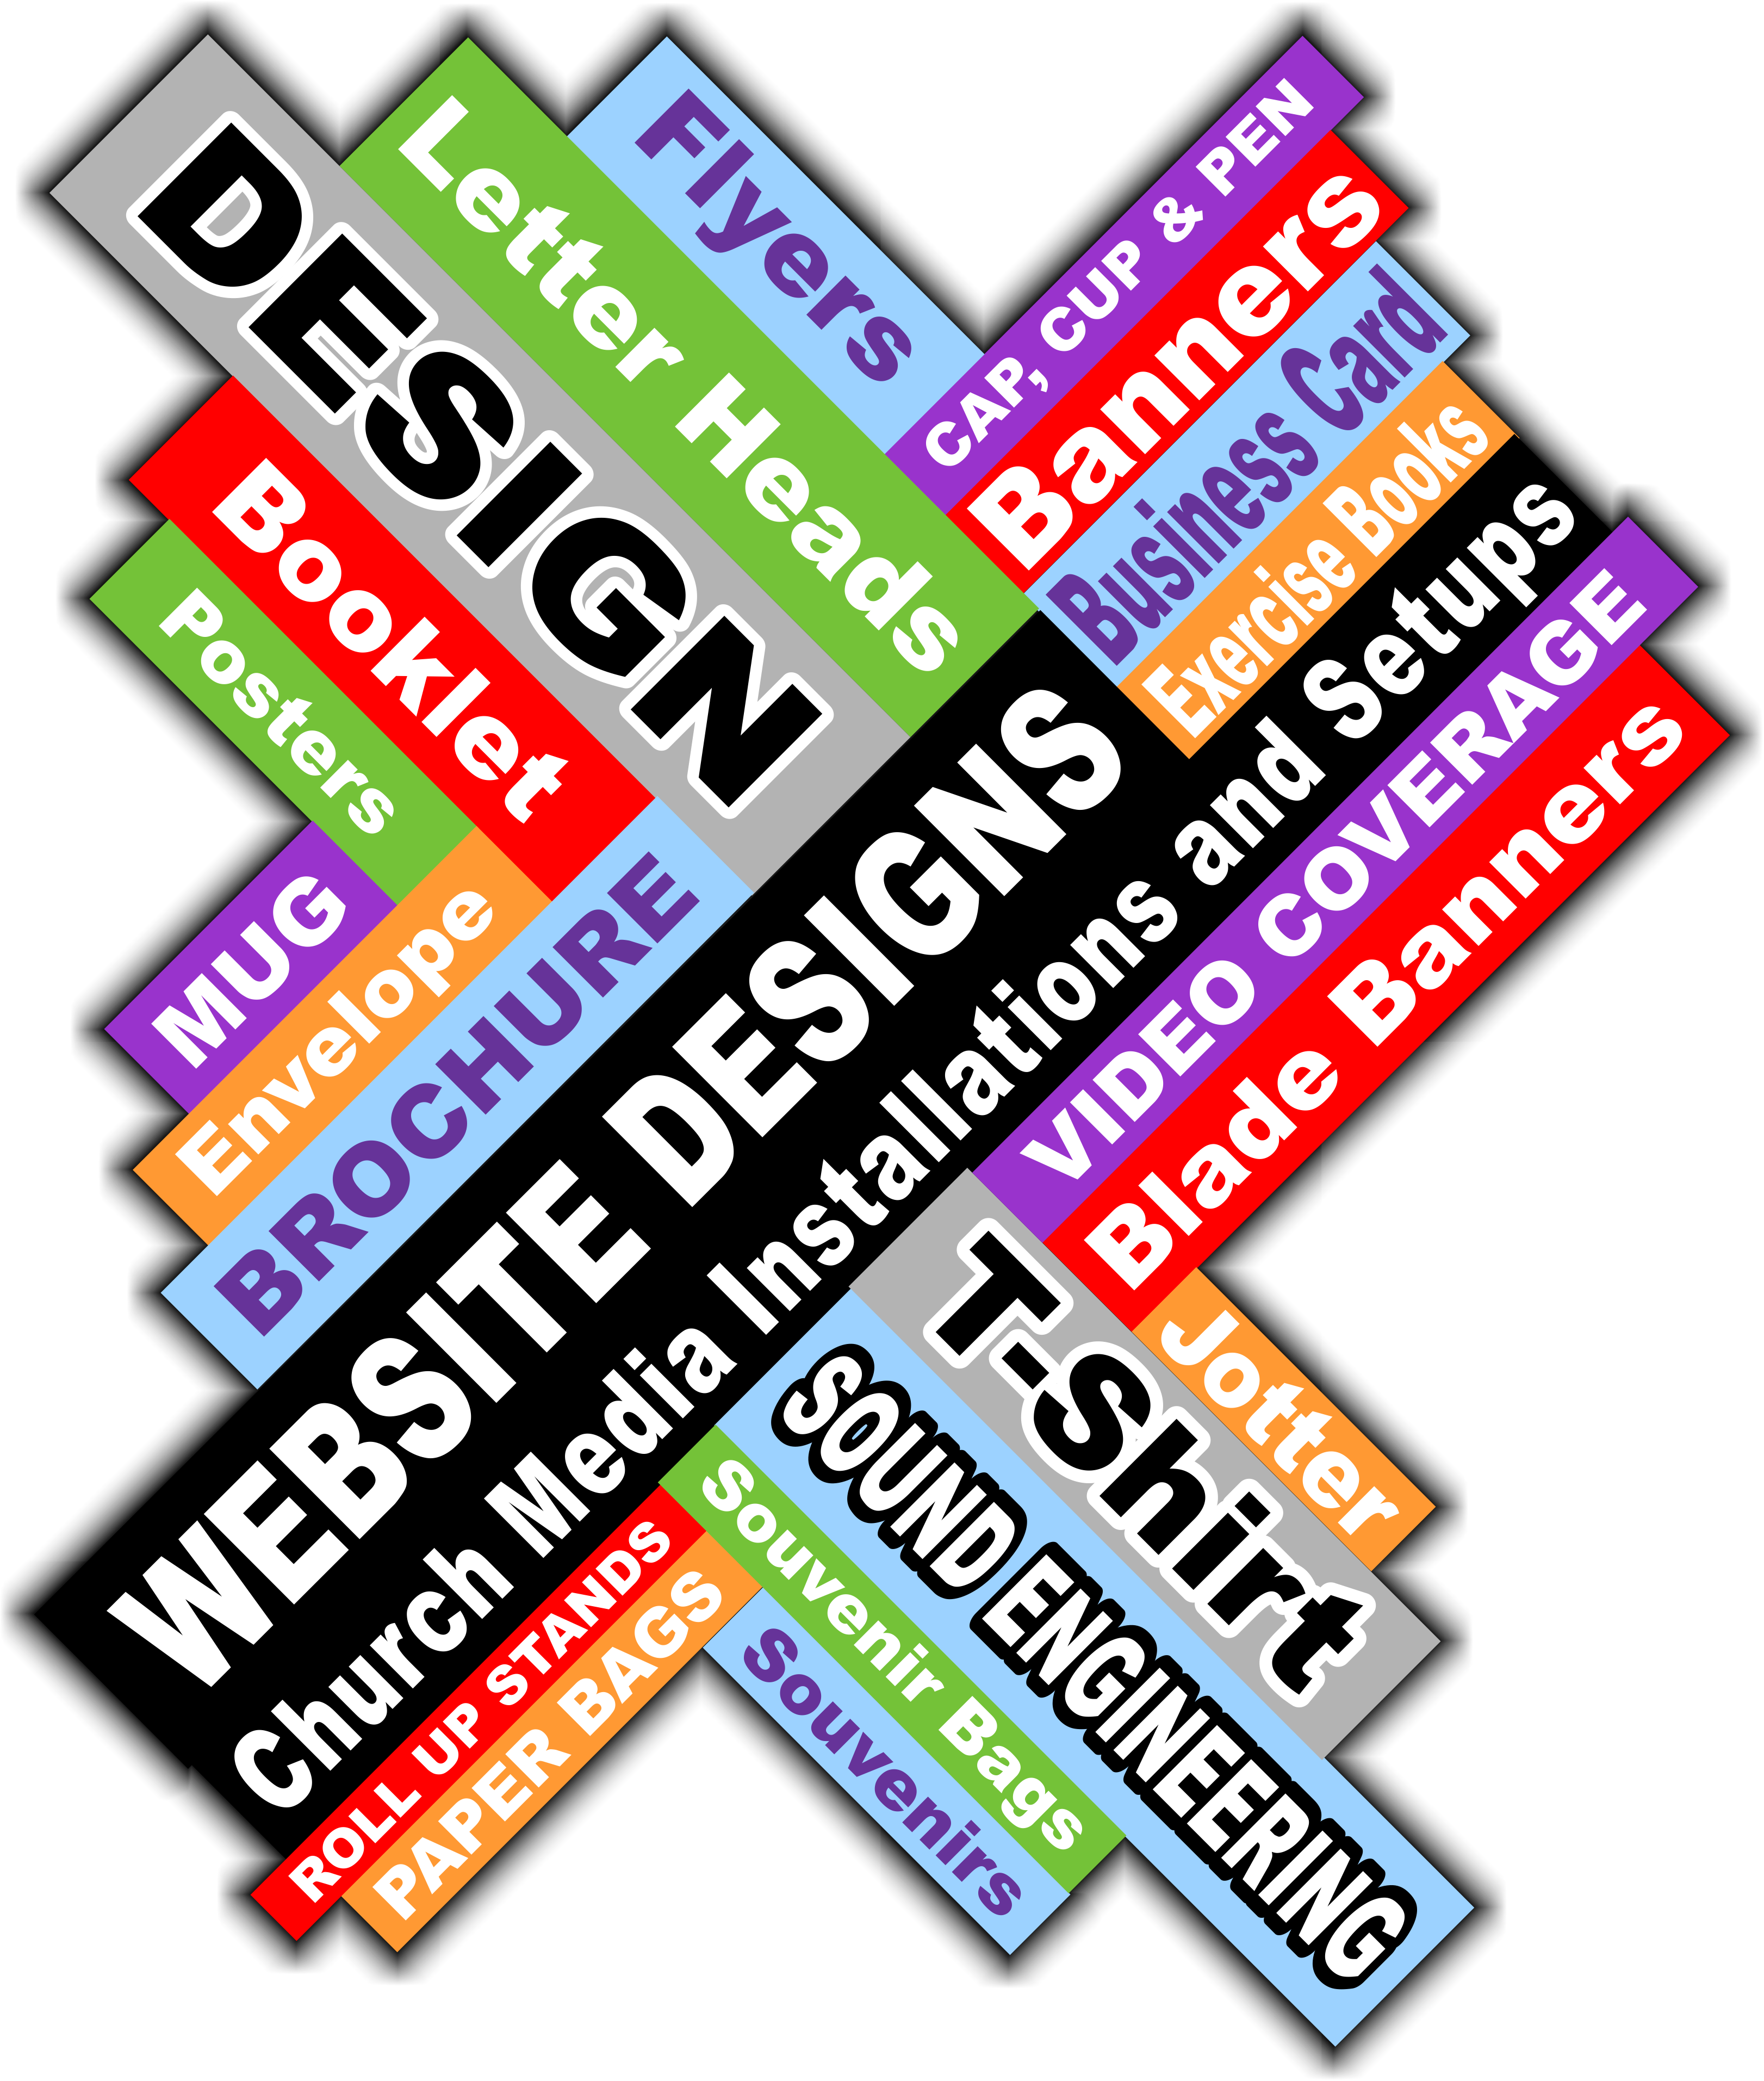 DESIGN
Letter Heads
Flyers
CAP, CUP & PEN
Banners
Business Card
Exercise Books
Booklet
Posters
MUG
Envelope
BROCHURE
WEBSITE DESIGNS
Church Media Installations and Setups
VIDEO COVERAGE
Blade Banners
Jotter
T-Shirt
SOUND ENGINEERING
Souvenir Bags
Souvenirs
ROLL UP STANDS
PAPER BAGS